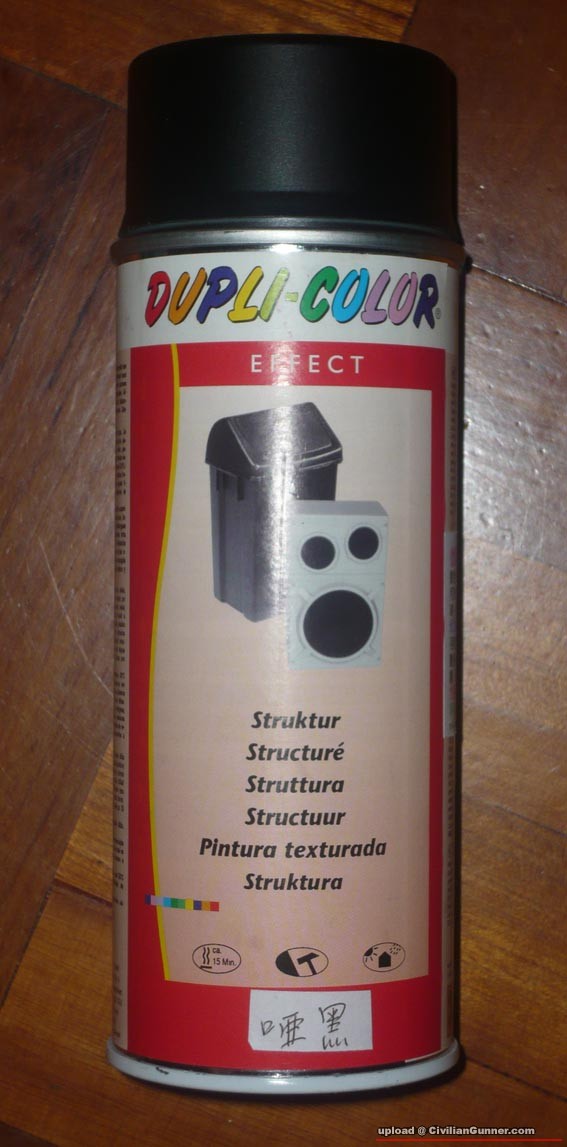 DUPLI-COLOR®
EFFECT
Struktur
Structuré
Struttura
Structuur
Pintura texturada
Struktura
ca.
15 Min.
啞黑
upload @ CivilianGunner.com